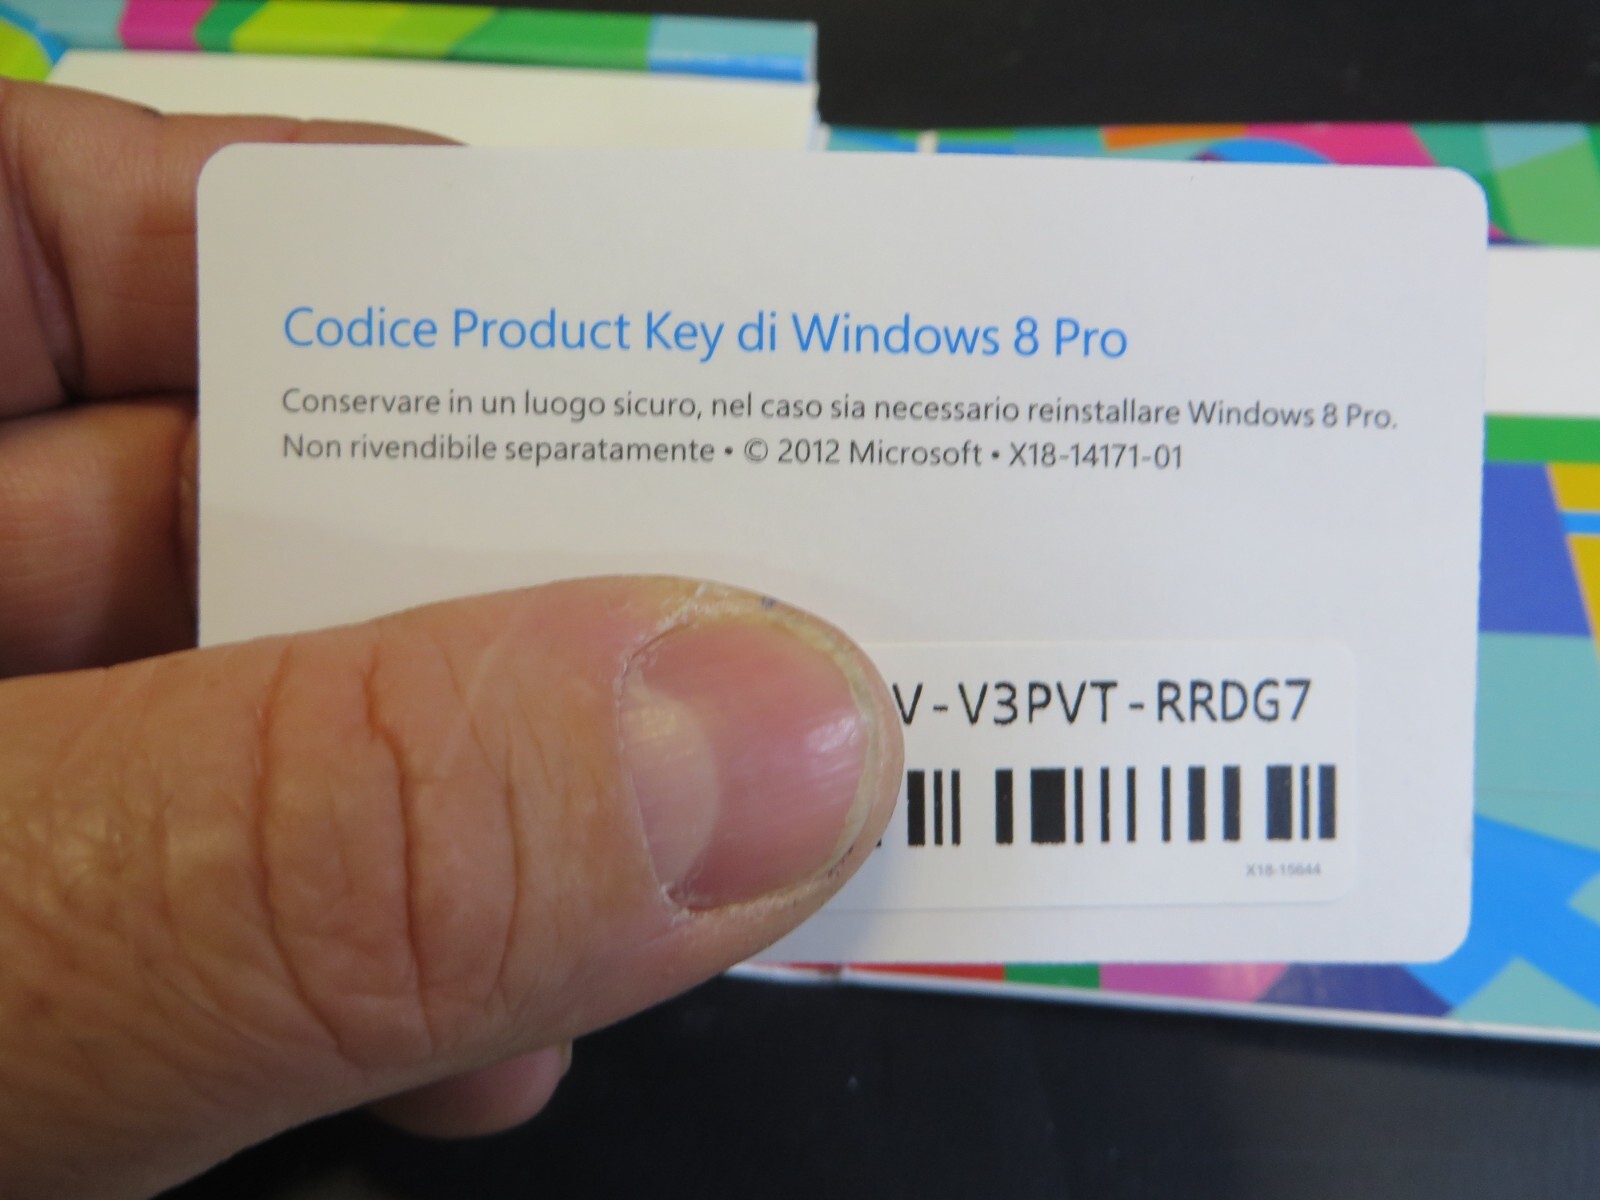 Codice Product Key di Windows 8 Pro
Conservare in un luogo sicuro, nel caso sia necessario reinstallare Windows 8 Pro.
Non rivendibile separatamente • © 2012 Microsoft • X18-14171-01
V-V3PVT-RRDG7
X18-15644